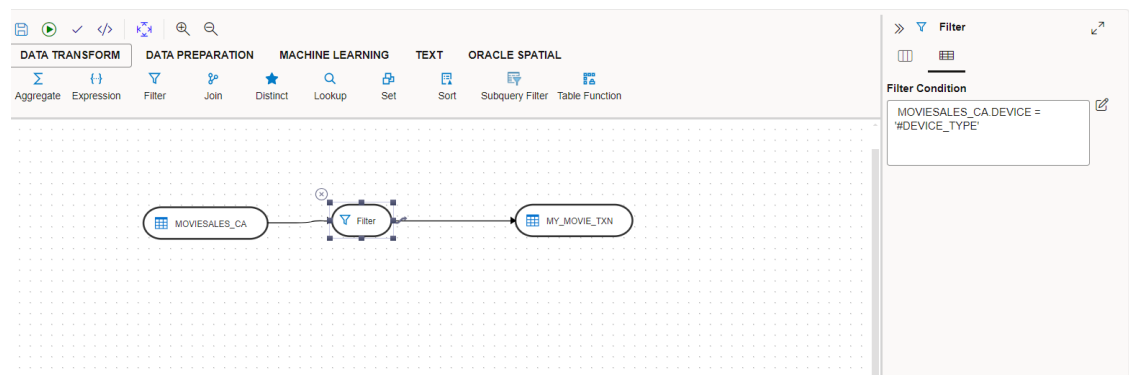 Filter
DATA TRANSFORM DATA PREPARATION MACHINE LEARNING TEXT ORACLE SPATIAL
Aggregate Expression Filter Join Distinct Lookup Set Sort Subquery Filter Table Function
Filter Condition
MOVIESALES_CA.DEVICE =
'#DEVICE_TYPE'
MOVIESALES_CA Filter MY_MOVIE_TXN